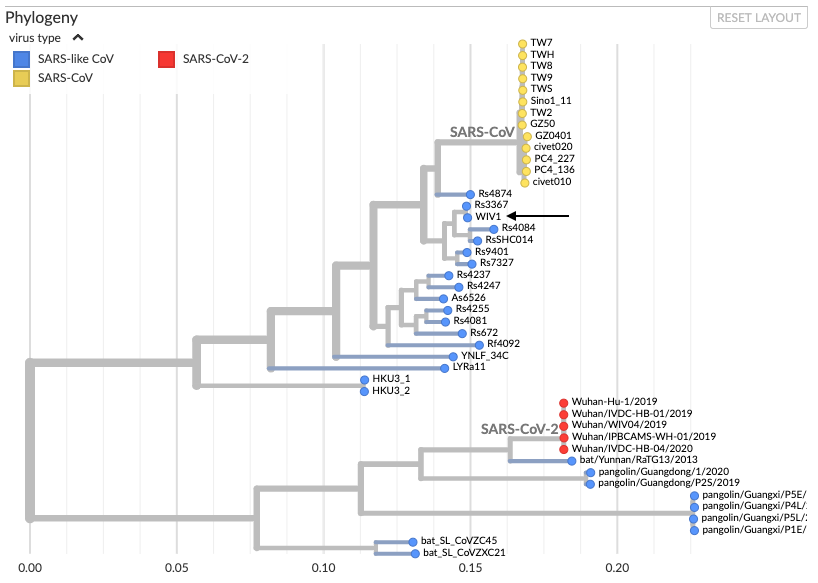 Phylogeny
RESET LAYOUT
virus type
SARS-like CoV
SARS-CoV-2
SARS-CoV
TW7
TWH
TW8
TW9
TWS
Sino1_11
TW2
GZ50
SARS-CoV
GZ0401
civet020
PC4_227
PC4_136
civet010
Rs4874
Rs3367
WIV1
Rs4084
RsSHC014
Rs9401
Rs7327
Rs4237
Rs4247
As6526
Rs4255
Rs4081
Rs672
Rf4092
YNLF_34C
LYRa11
HKU3_1
HKU3_2
Wuhan-Hu-1/2019
Wuhan/IVDC-HB-01/2019
Wuhan/WIV04/2019
SARS-CoV-2
Wuhan/IPBCAMS-WH-01/2019
Wuhan/IVDC-HB-04/2020
bat/Yunnan/RaTG13/2013
pangolin/Guangdong/1/2020
pangolin/Guangdong/P2S/2019
pangolin/Guangxi/P5E/
pangolin/Guangxi/P4L/
pangolin/Guangxi/P5L/
pangolin/Guangxi/P1E/
bat_SL_CoVZC45
bat_SL_CoVZXC21
0.00 0.05 0.10 0.15 0.20